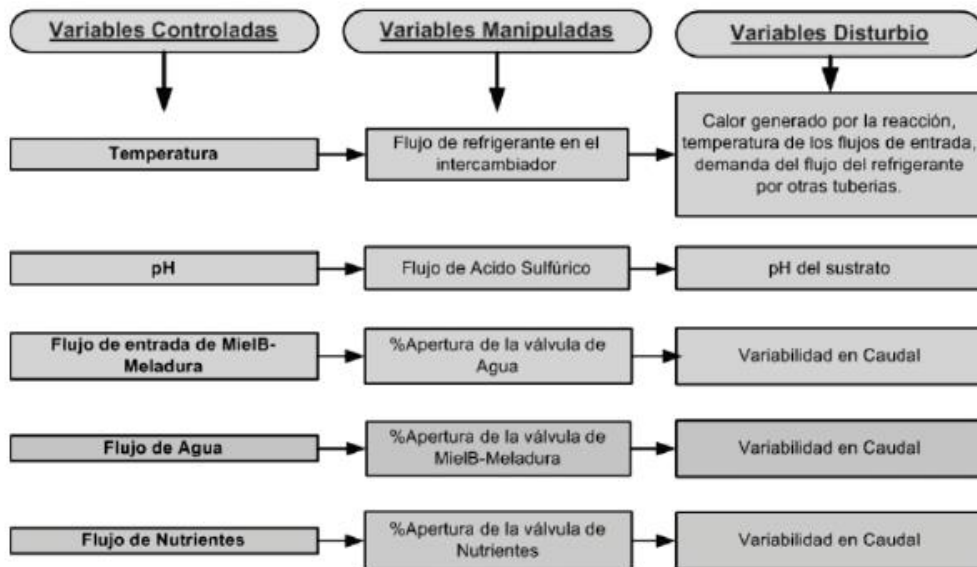 Variables Controladas
Variables Manipuladas
Variables Disturbio
Temperatura
Flujo de refrigerante en el
intercambiador
Calor generado por la reacción,
temperatura de los flujos de entrada,
demanda del flujo del refrigerante
por otras tuberias.
pH
Flujo de Acido Sulfúrico
pH del sustrato
Flujo de entrada de MielB-
Meladura
%Apertura de la válvula de
Agua
Variabilidad en Caudal
Flujo de Agua
%Apertura de la válvula de
MielB-Meladura
Variabilidad en Caudal
Flujo de Nutrientes
%Apertura de la válvula de
Nutrientes
Variabilidad en Caudal